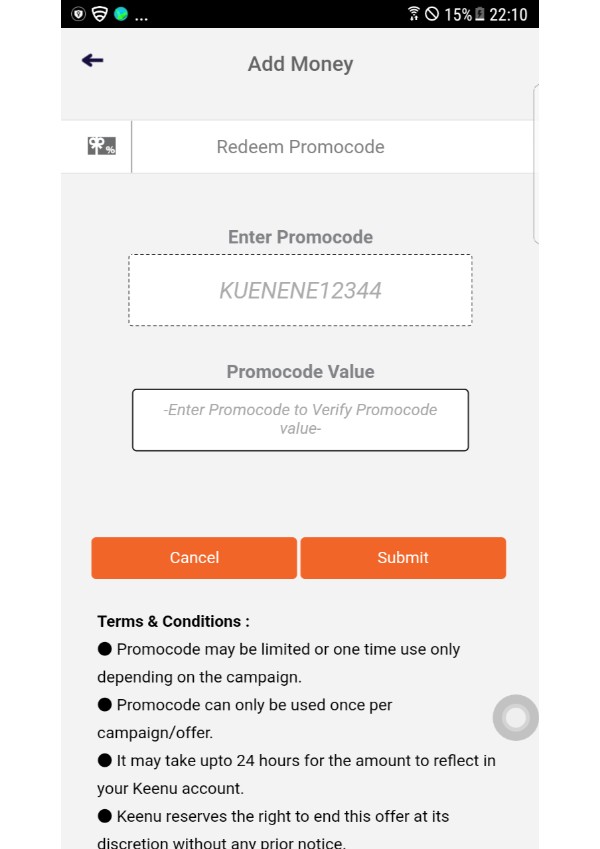 ... 15% 22:10
Add Money
% Redeem Promocode
Enter Promocode
KUENENE12344
Promocode Value
-Enter Promocode to Verify Promocode
value-
Cancel Submit
Terms & Conditions :
● Promocode may be limited or one time use only
depending on the campaign.
● Promocode can only be used once per
campaign/offer.
● It may take upto 24 hours for the amount to reflect in
your Keenu account.
● Keenu reserves the right to end this offer at its
discretion without any prior notice.